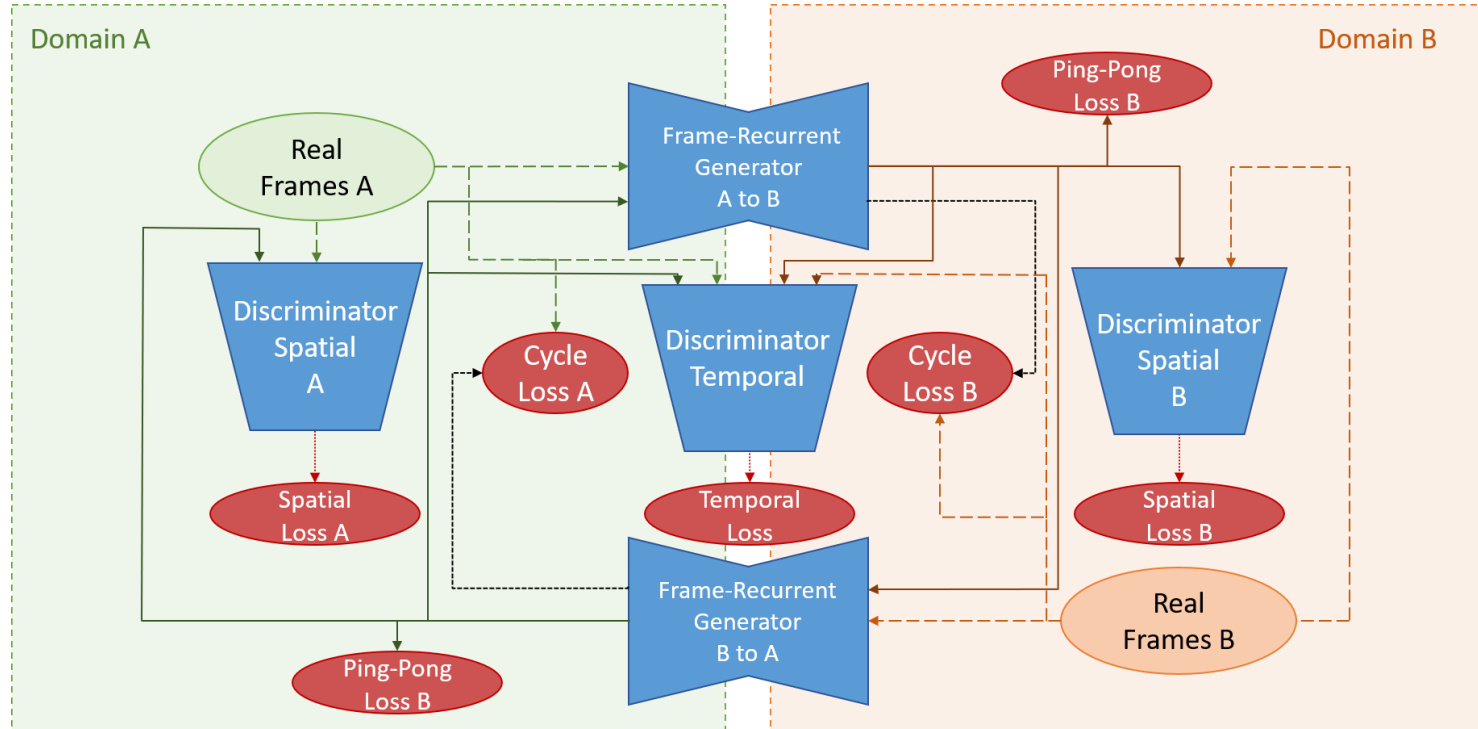 Domain A
Domain B
Ping-Pong
Loss B
Real
Frames A
Frame-Recurrent
Generator
A to B
Discriminator
Spatial
A
Cycle
Loss A
Discriminator
Temporal
Cycle
Loss B
Discriminator
Spatial
B
Spatial
Loss A
Temporal
Loss
Spatial
Loss B
Frame-Recurrent
Generator
B to A
Real
Frames B
Ping-Pong
Loss B